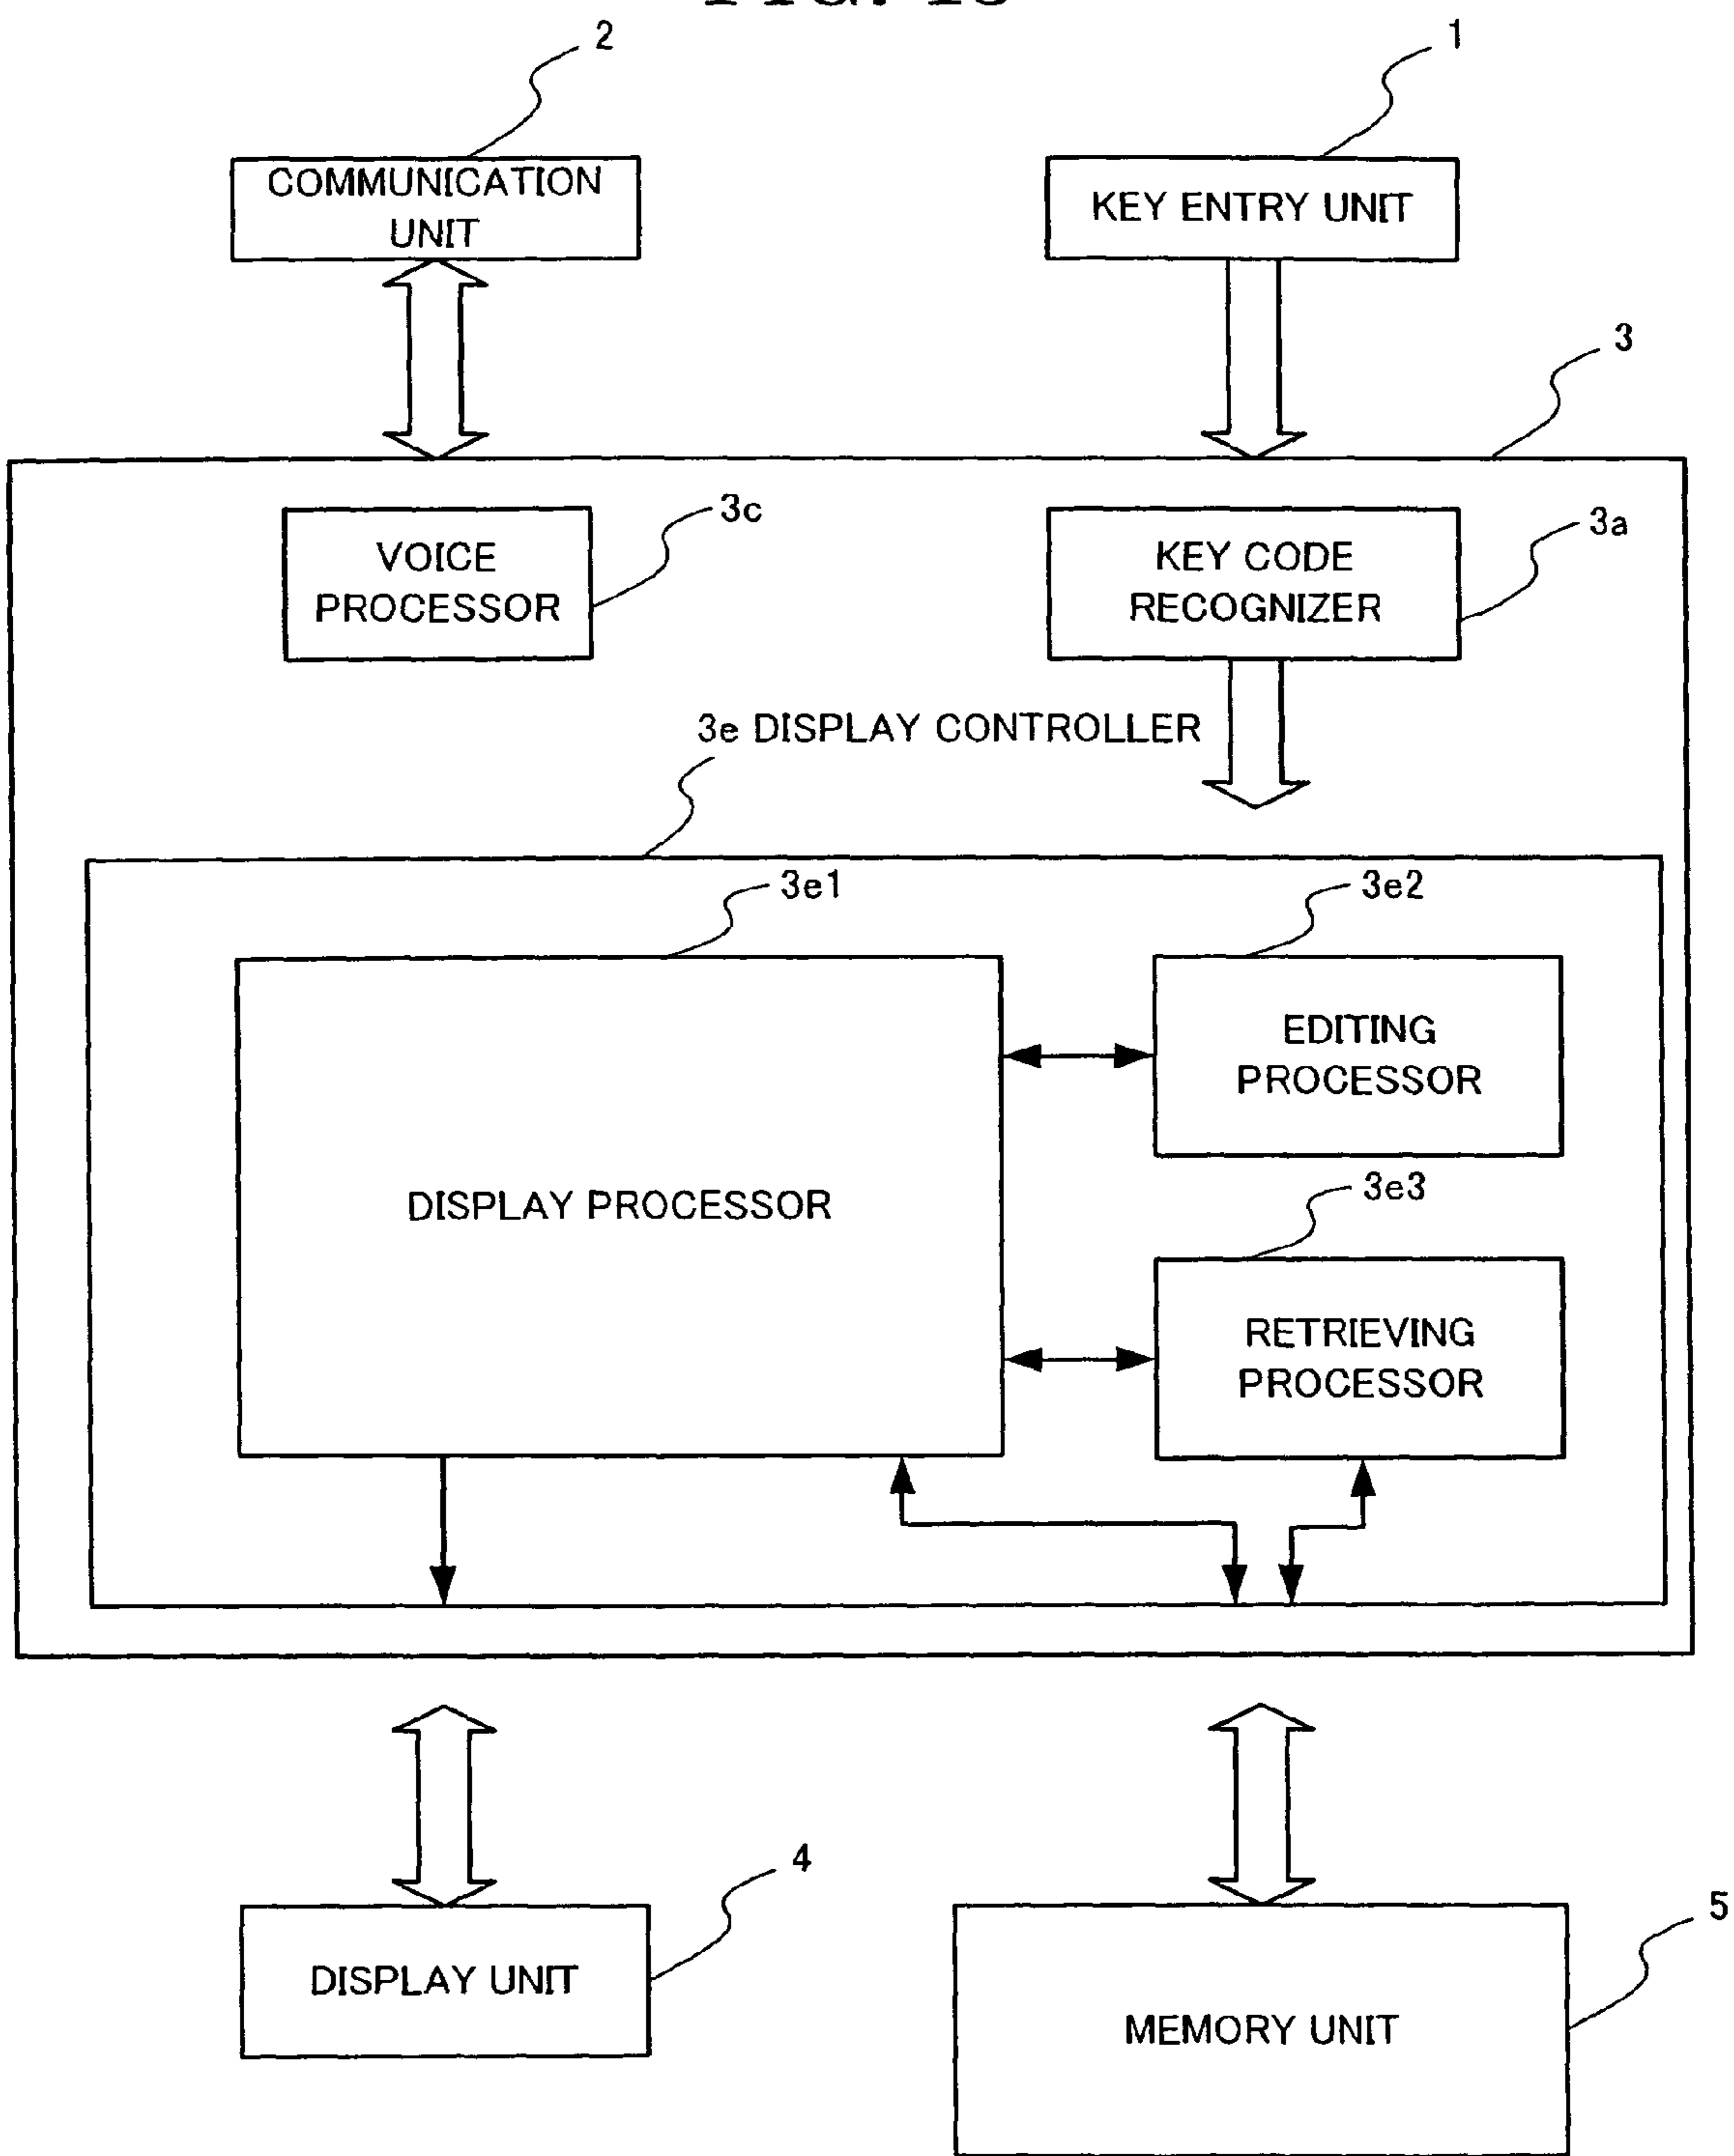 2
1
COMMUNICATION
UNIT
KEY ENTRY UNIT
3
3c
3a
VOICE
PROCESSOR
KEY CODE
RECOGNIZER
3e DISPLAY CONTROLLER
3e1
3e2
EDITING
PROCESSOR
DISPLAY PROCESSOR
3e3
RETRIEVING
PROCESSOR
4
5
DISPLAY UNIT
MEMORY UNIT